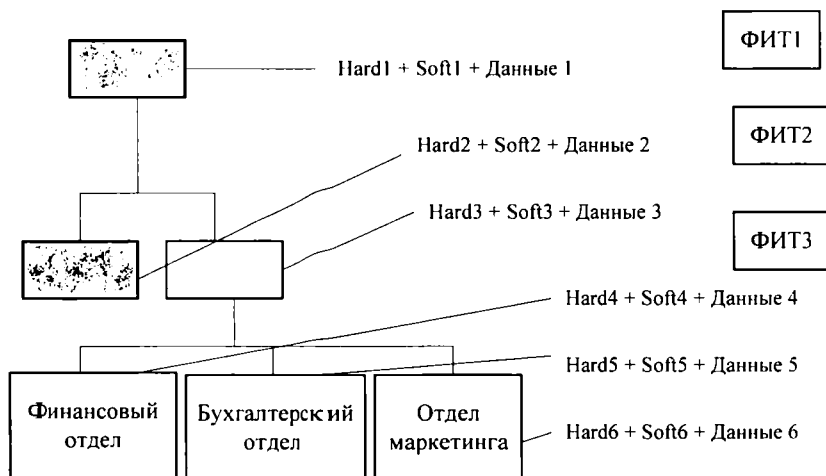 ФИТ1
Hard1 + Soft1 + Данные 1
ФИТ2
Hard2 + Soft2 + Данные 2
Hard3 + Soft3 + Данные 3
ФИТ3
Hard4 + Soft4 + Данные 4
Hard5 + Soft5 + Данные 5
Финансовый
отдел
Бухгалтерский
отдел
Отдел
маркетинга
Hard6 + Soft6 + Данные 6